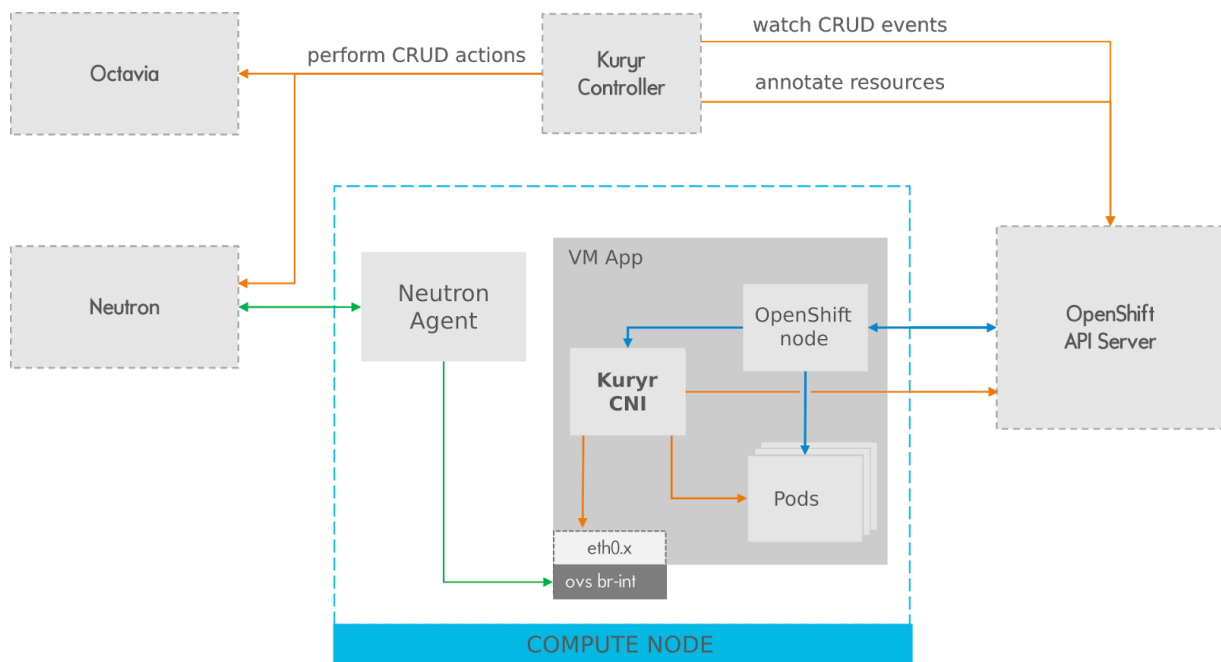 watch CRUD events
perform CRUD actions
Octavia
Kuryr
Controller
annotate resources
VM App
Neutron
Neutron
Agent
OpenShift
node
OpenShift
API Server
Kuryr
CNI
Pods
eth0.x
ovs br-int
COMPUTE NODE